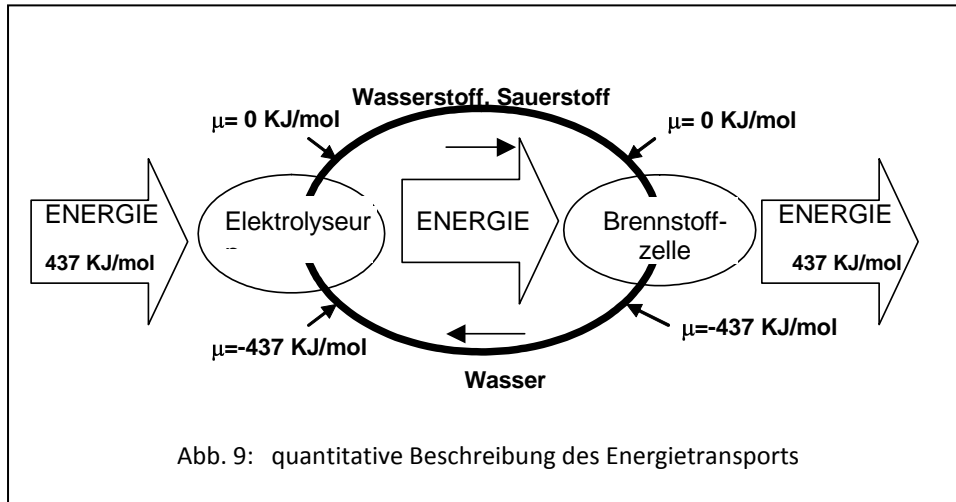 Wasserstoff, Sauerstoff
μ= 0 KJ/mol
μ= 0 KJ/mol
ENERGIE
437 KJ/mol
Elektrolyseur
ENERGIE
Brennstoff-
zelle
ENERGIE
437 KJ/mol
μ=-437 KJ/mol
μ=-437 KJ/mol
Wasser
Abb. 9: quantitative Beschreibung des Energietransports